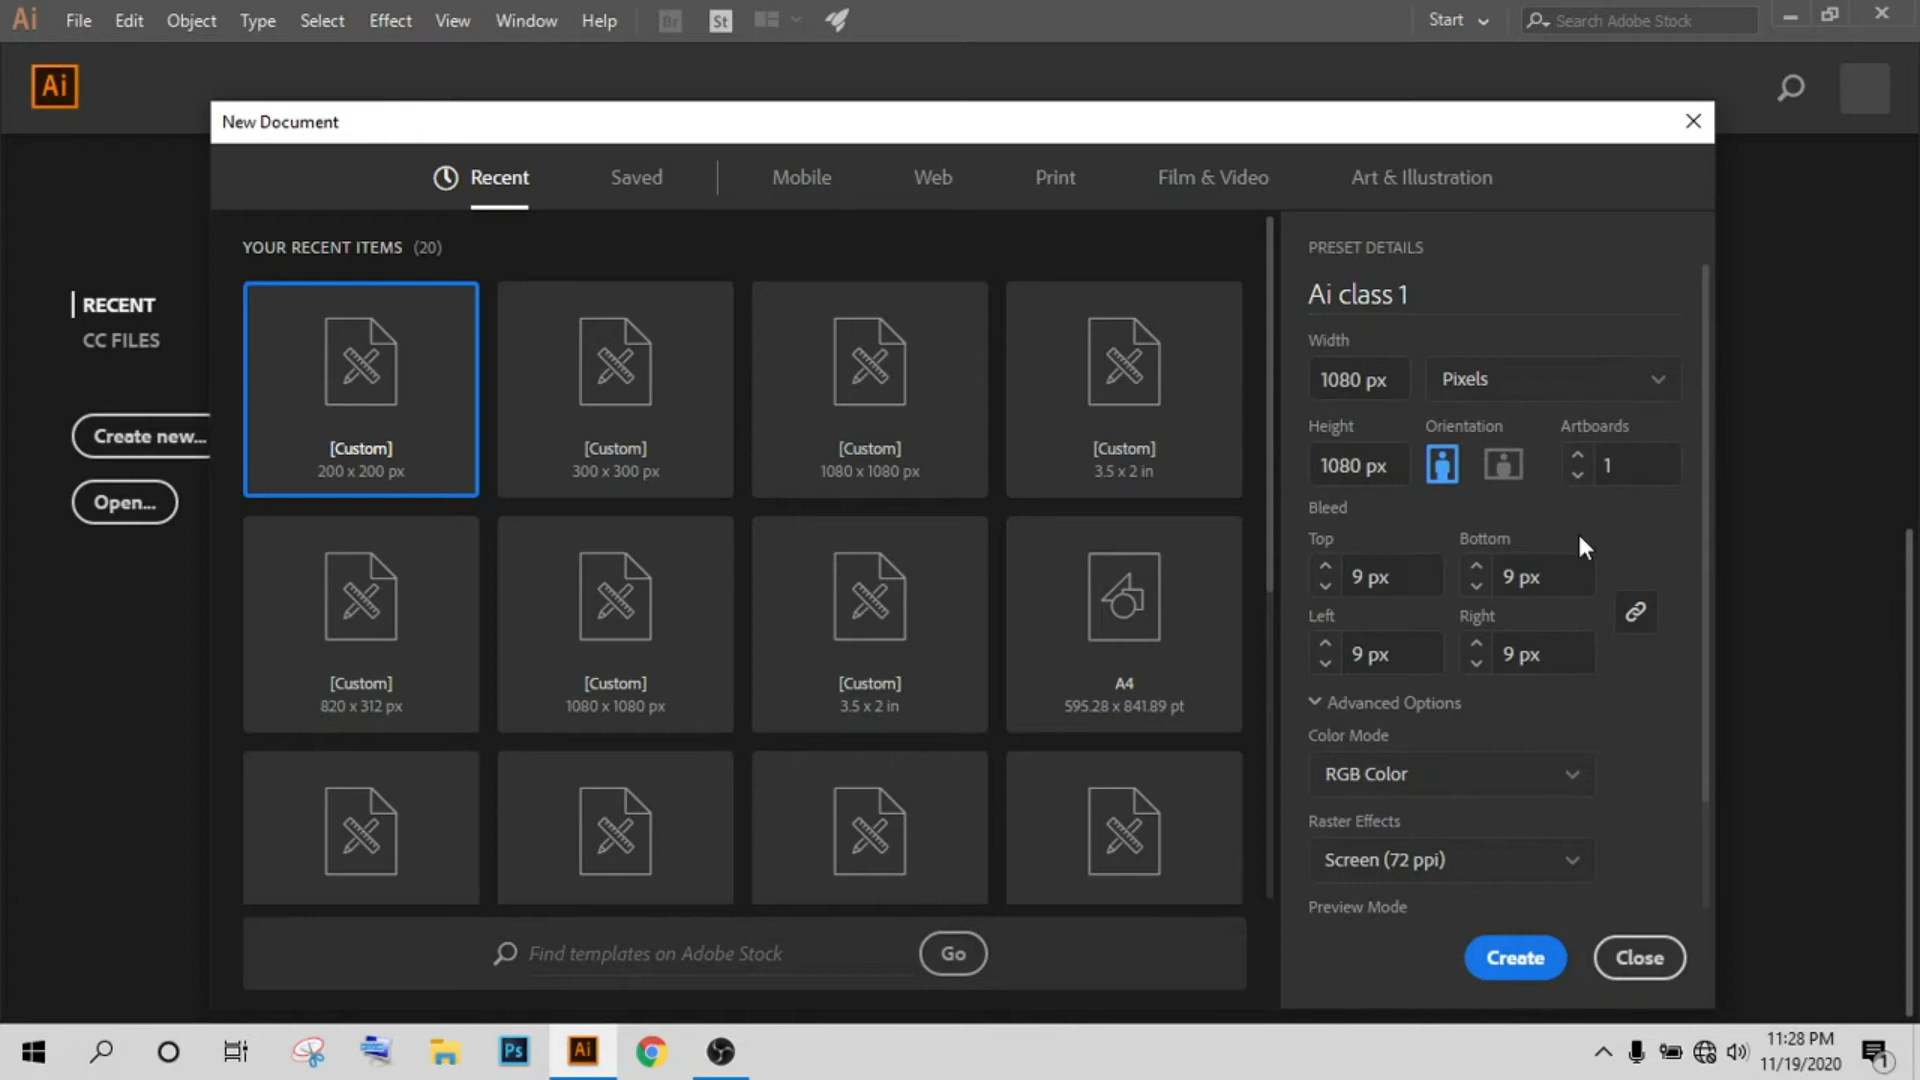 Ai File Edit Object Type Select Effect View Window Help Br St Start Search Adobe Stock
Ai
New Document
Recent Saved Mobile Web Print Film & Video Art & Illustration
YOUR RECENT ITEMS (20)
[Custom]
200 x 200 px
[Custom]
300 x 300 px
[Custom]
1080 x 1080 px
[Custom]
3.5 x 2 in
[Custom]
820 x 312 px
[Custom]
1080 x 1080 px
[Custom]
3.5 x 2 in
A4
595.28 x 841.89 pt
Find templates on Adobe Stock Go
RECENT
CC FILES
Create new...
Open...
PRESET DETAILS
Ai class 1
Width
1080 px Pixels
Height Orientation Artboards
1080 px 1
Bleed
Top Bottom
9 px 9 px
Left Right
9 px 9 px
Advanced Options
Color Mode
RGB Color
Raster Effects
Screen (72 ppi)
Preview Mode
Create Close
Ps Ai
11:28 PM
11/19/2020
1